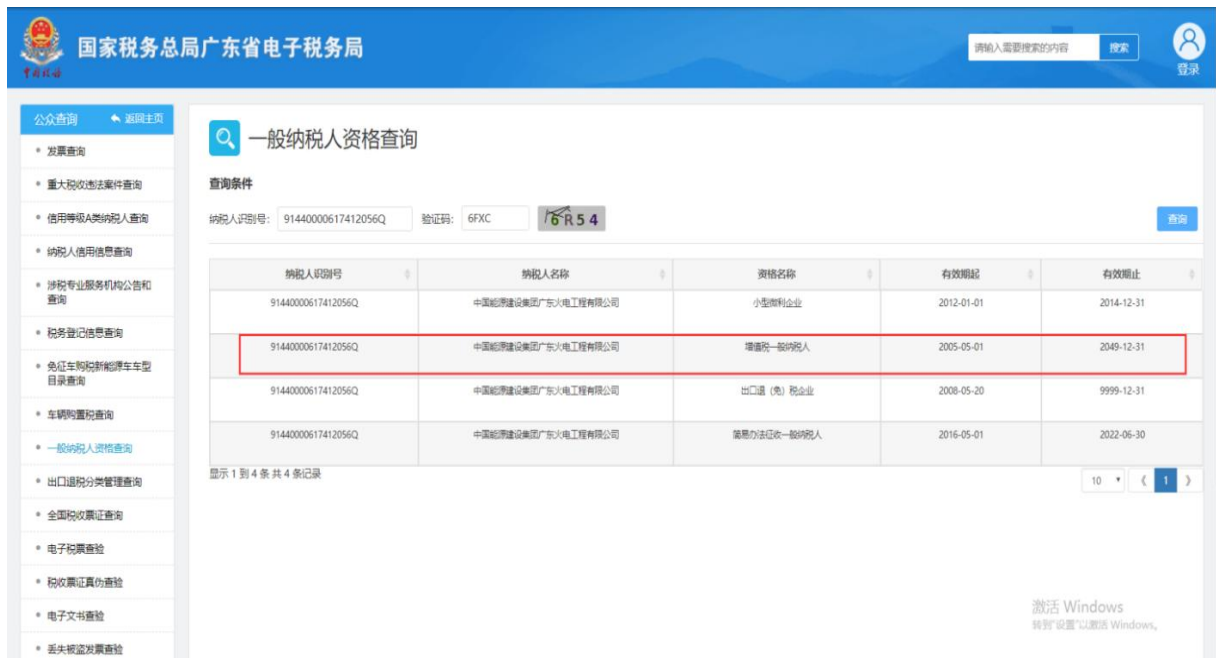 国家税务总局广东省电子税务局
中国税务
请输入需要搜索的内容 搜索
登录
公众查询 返回主页
发票查询
重大税收违法案件查询
信用等级A类纳税人查询
纳税人信用信息查询
涉税专业服务机构公告和
查询
税务登记信息查询
免征车购税新能源车车型
目录查询
车辆购置税查询
一般纳税人资格查询
出口退税分类管理查询
全国税收票证查询
电子税票查验
税收票证真伪查验
电子文书查验
丢失被盗发票查验
一般纳税人资格查询
查询条件
纳税人识别号: 91440000617412056Q 验证码: 6FXC 6R54 查询
纳税人识别号 纳税人名称 资格名称 有效期起 有效期止
91440000617412056Q 中国能源建设集团广东火电工程有限公司 小型微利企业 2012-01-01 2014-12-31
91440000617412056Q 中国能源建设集团广东火电工程有限公司 增值税一般纳税人 2005-05-01 2049-12-31
91440000617412056Q 中国能源建设集团广东火电工程有限公司 出口退（免）税企业 2008-05-20 9999-12-31
91440000617412056Q 中国能源建设集团广东火电工程有限公司 简易办法征收一般纳税人 2016-05-01 2022-06-30
显示 1 到 4 条 共 4 条记录
10 《 1 》
激活 Windows
转到"设置"以激活 Windows。